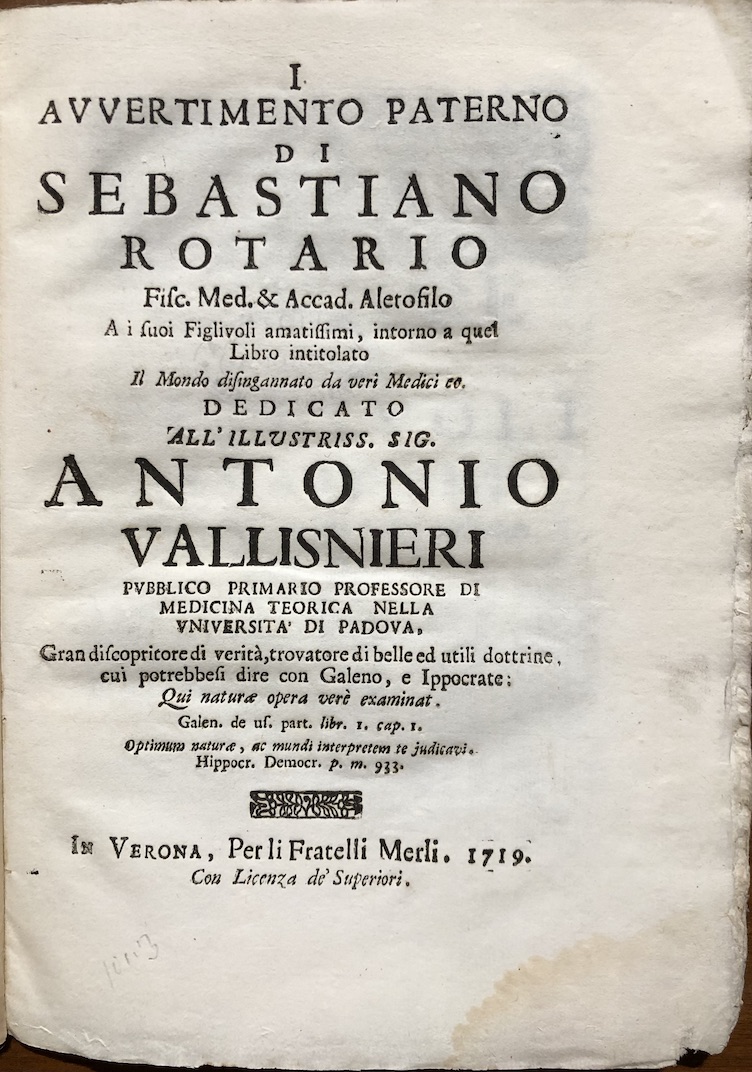 I
AVVERTIMENTO PATERNO
DI
SEBASTIANO
ROTARIO
Fiſc. Med. & Accad. Aletofilo
A i ſuoi Figlivoli amatiſſimi, intorno a quel
Libro intitolato
Il Mondo diſingannato da veri Medici ec.
DEDICATO
ALL' ILLUSTRISS. SIG.
ANTONIO
VALLISNIERI
PVBBLICO PRIMARIO PROFESSORE DI
MEDICINA TEORICA NELLA
VNIVERSITA' DI PADOVA,
Gran diſcopritore di verità, trovatore di belle ed utili dottrine,
cui potrebbeſi dire con Galeno, e Ippocrate:
Qui naturæ opera verè examinat.
Galen. de uſ. part. libr. 1. cap. 1.
Optimum naturæ, ac mundi interpretem te judicavi.
Hippocr. Democr. p. m. 933.
IN VERONA, Per li Fratelli Merli. 1719.
Con Licenza de' Superiori.